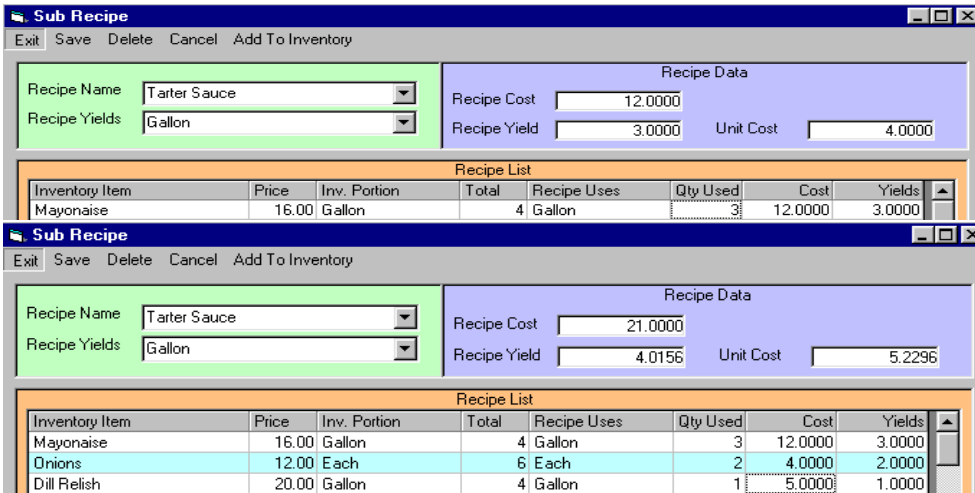 Sub Recipe
Exit Save Delete Cancel Add To Inventory
Recipe Data
Recipe Name Tarter Sauce
Recipe Cost 12.0000
Recipe Yields Gallon
Recipe Yield 3.0000 Unit Cost 4.0000
Recipe List
Inventory Item Price Inv. Portion Total Recipe Uses Qty Used Cost Yields
Mayonaise 16.00 Gallon 4 Gallon 3 12.0000 3.0000
Sub Recipe
Exit Save Delete Cancel Add To Inventory
Recipe Data
Recipe Name Tarter Sauce
Recipe Cost 21.0000
Recipe Yields Gallon
Recipe Yield 4.0156 Unit Cost 5.2296
Recipe List
Inventory Item Price Inv. Portion Total Recipe Uses Qty Used Cost Yields
Mayonaise 16.00 Gallon 4 Gallon 3 12.0000 3.0000
Onions 12.00 Each 6 Each 2 4.0000 2.0000
Dill Relish 20.00 Gallon 4 Gallon 1 5.0000 1.0000